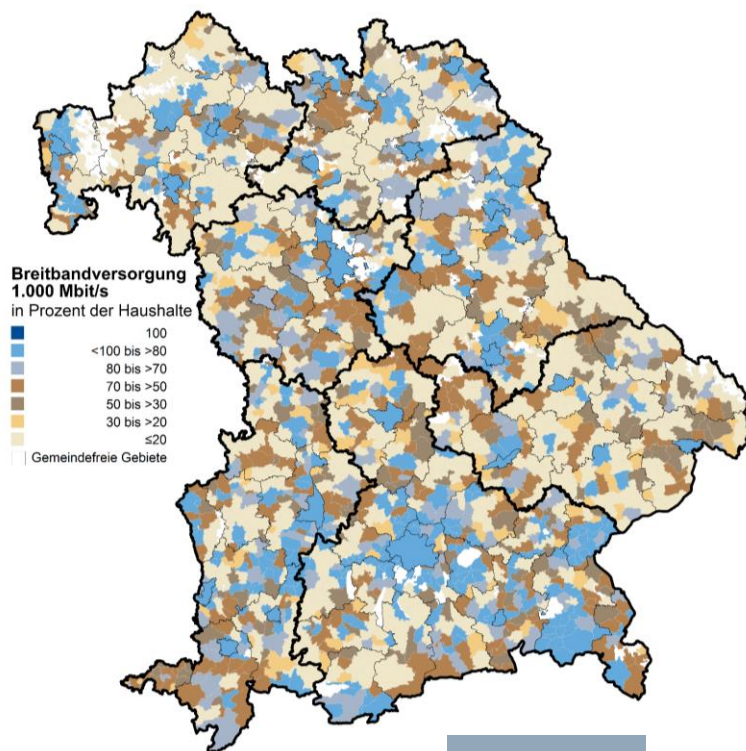 Breitbandversorgung
1.000 Mbit/s
in Prozent der Haushalte
100
<100 bis >80
80 bis >70
70 bis >50
50 bis >30
30 bis >20
≤20
Gemeindefreie Gebiete